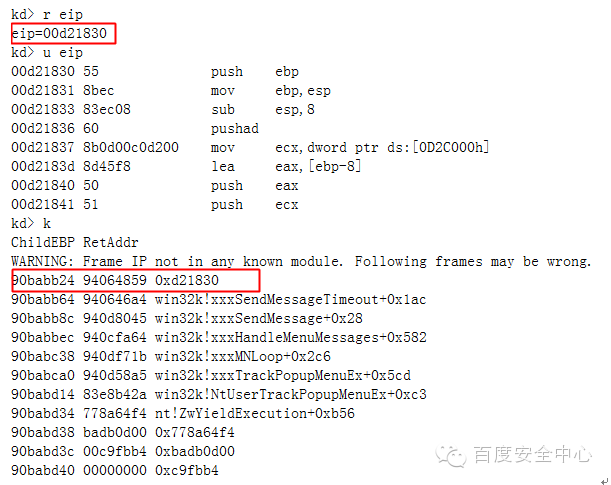 kd> r eip
eip=00d21830
kd> u eip
00d21830 55 push ebp
00d21831 8bec mov ebp,esp
00d21833 83ec08 sub esp,8
00d21836 60 pushad
00d21837 8b0d00c0d200 mov ecx,dword ptr ds:[0D2C000h]
00d2183d 8d45f8 lea eax,[ebp-8]
00d21840 50 push eax
00d21841 51 push ecx
kd> k
ChildEBP RetAddr
WARNING: Frame IP not in any known module. Following frames may be wrong.
90babb24 94064859 0xd21830
90babb64 940646a4 win32k!xxxSendMessageTimeout+0x1ac
90babb8c 940d8045 win32k!xxxSendMessage+0x28
90babbec 940cfa64 win32k!xxxHandleMenuMessages+0x582
90babc38 940df71b win32k!xxxMNLoop+0x2c6
90babca0 940d58a5 win32k!xxxTrackPopupMenuEx+0x5cd
90babd14 83e8b42a win32k!NtUserTrackPopupMenuEx+0xc3
90babd34 778a64f4 nt!ZwYieldExecution+0xb56
90babd38 badb0d00 0x778a64f4
90babd3c 00c9fbb4 0xbadb0d00
90babd40 00000000 0xc9fbb4
百度安全中心